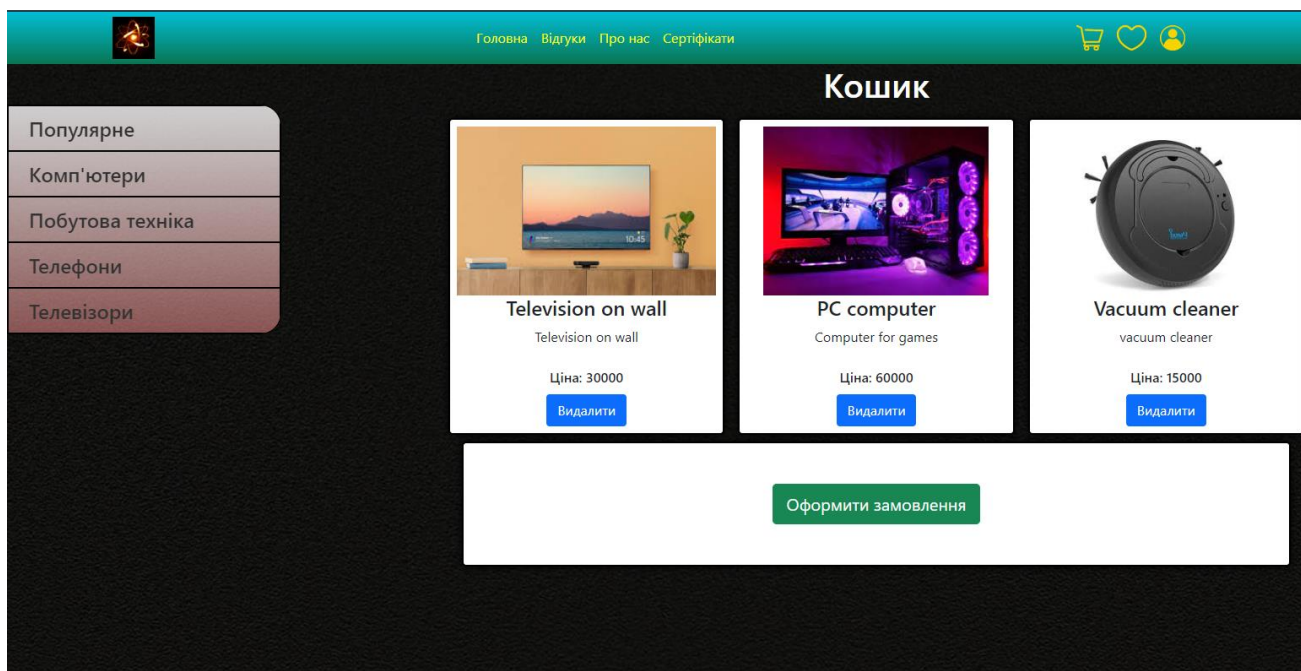 Головна Відгуки Про нас Сертіфікати
Кошик
Популярне
Комп'ютери
Побутова техніка
Телефони
Телевізори
10:45
Television on wall
Television on wall
Ціна: 30000
Видалити
PC computer
Computer for games
Ціна: 60000
Видалити
Vacuum cleaner
vacuum cleaner
Ціна: 15000
Видалити
Оформити замовлення